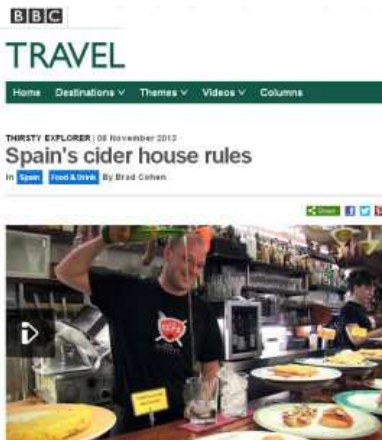 BBC
TRAVEL
Home Destinations Themes Videos Columns
THIRSTY EXPLORER | 08 November 2013
Spain's cider house rules
in Spain Food & Drink By Brad Cohen
Share